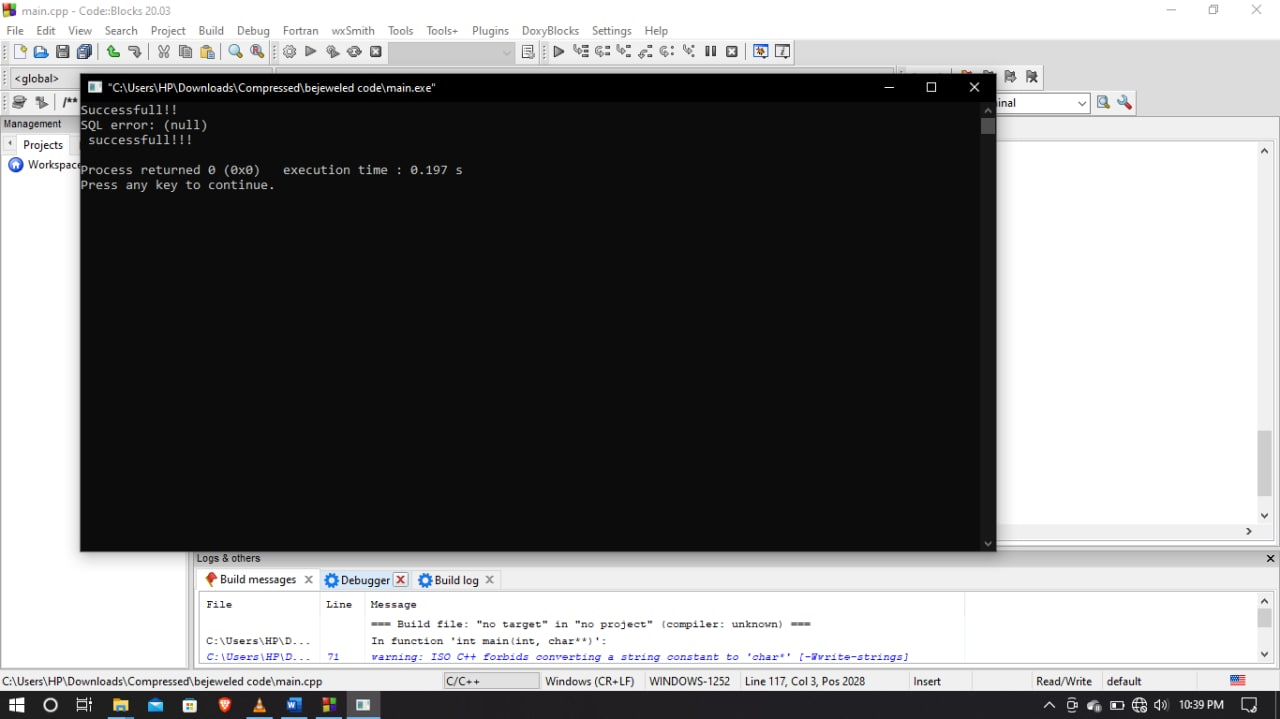 main.cpp - Code::Blocks 20.03
File Edit View Search Project Build Debug Fortran wxSmith Tools Tools+ Plugins DoxyBlocks Settings Help
<global>
"C:\Users\HP\Downloads\Compressed\bejeweled code\main.exe"
/**
inal
Successfull!!
SQL error: (null)
successfull!!!
Process returned 0 (0x0) execution time : 0.197 s
Press any key to continue.
Management
Projects
Workspace
Logs & others
Build messages Debugger Build log
File Line Message
=== Build file: "no target" in "no project" (compiler: unknown) ===
C:\Users\HP\D... In function 'int main(int, char**)':
C:\Users\HP\D... 71 warning: ISO C++ forbids converting a string constant to 'char*' [-Wwrite-strings]
C:\Users\HP\Downloads\Compressed\bejeweled code\main.cpp C/C++ Windows (CR+LF) WINDOWS-1252 Line 117, Col 3, Pos 2028 Insert Read/Write default
10:39 PM